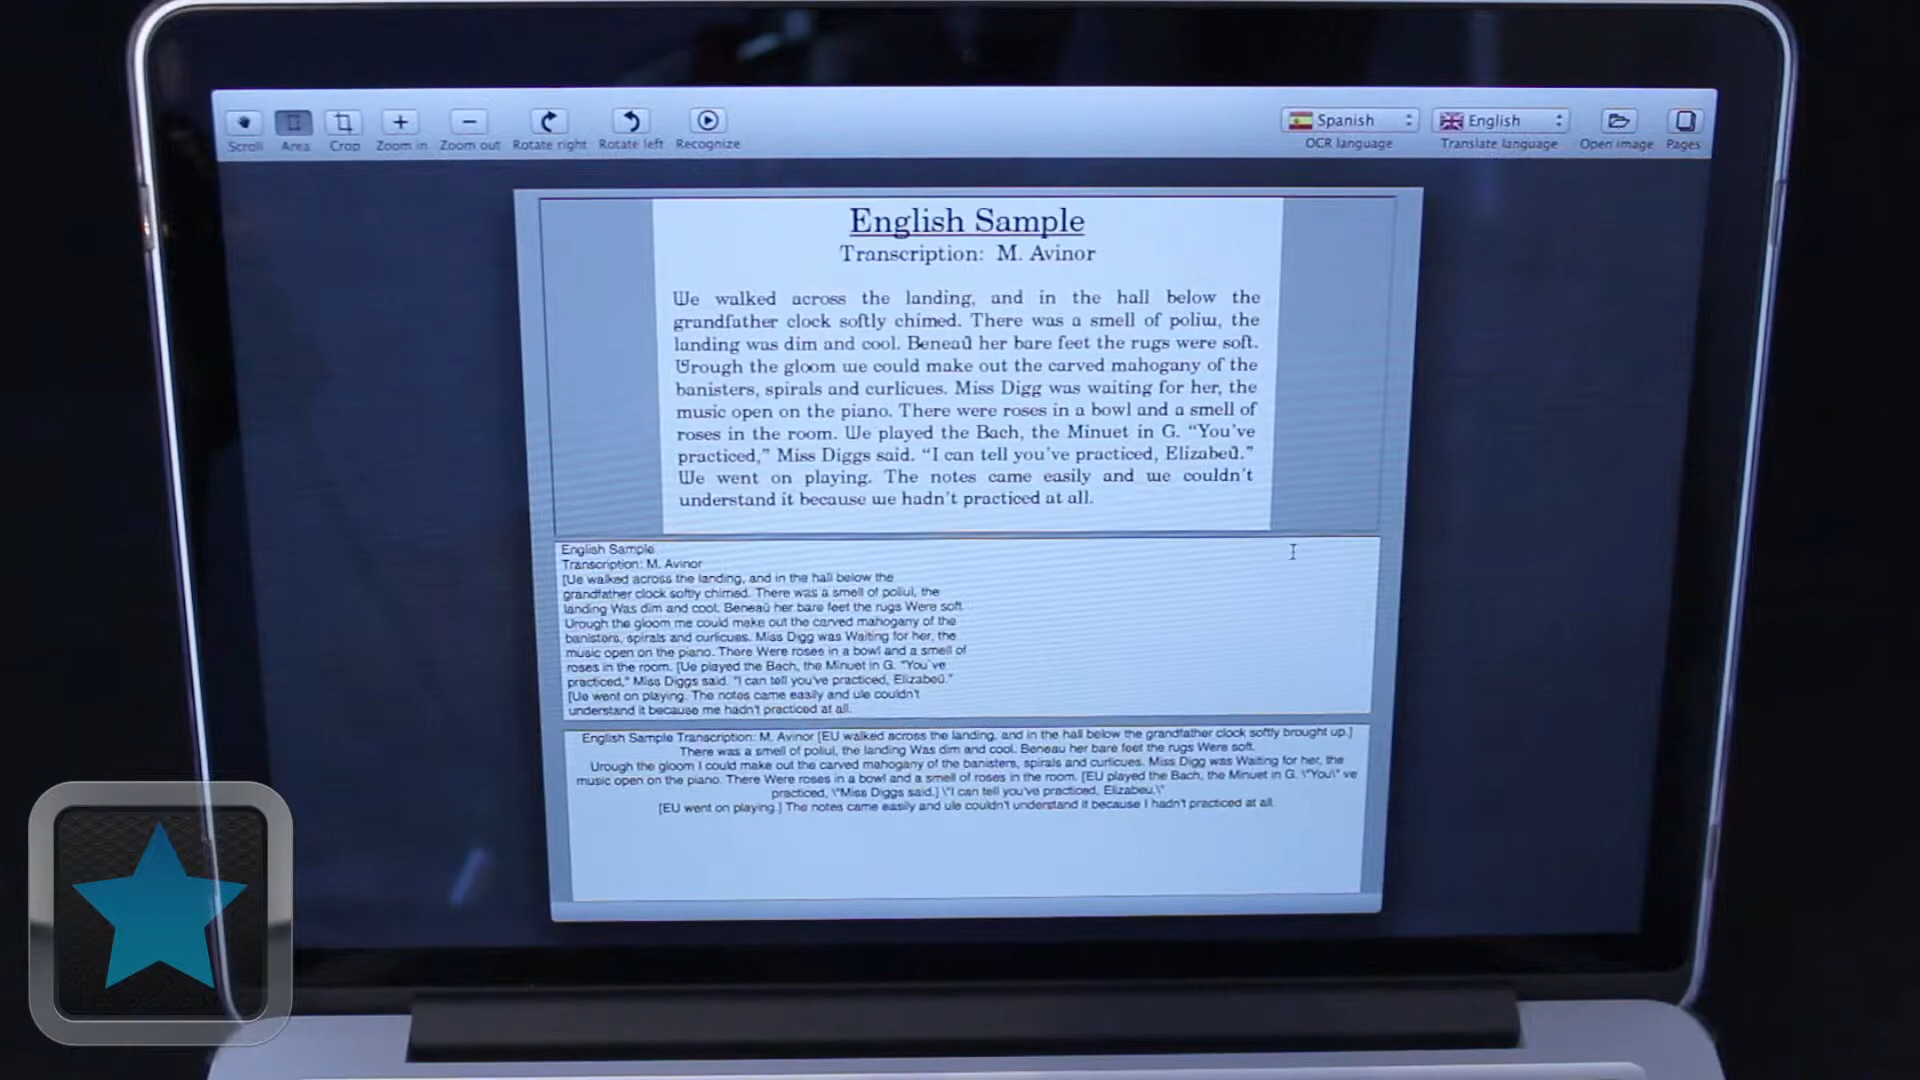 Scroll Area Crop Zoom in Zoom out Rotate right Rotate left Recognize
Spanish English
OCR language Translate language Open image Pages
English Sample
Transcription: M. Avinor
We walked across the landing, and in the hall below the
grandfather clock softly chimed. There was a smell of poliɯ, the
landing was dim and cool. Beneaū her bare feet the rugs were soft.
Ūrough the gloom ɯe could make out the carved mahogany of the
banisters, spirals and curlicues. Miss Digg was waiting for her, the
music open on the piano. There were roses in a bowl and a smell of
roses in the room. We played the Bach, the Minuet in G. “You’ve
practiced,” Miss Diggs said. “I can tell you’ve practiced, Elizabeū.”
We went on playing. The notes came easily and ɯe couldn’t
understand it because ɯe hadn’t practiced at all.
English Sample
Transcription: M. Avinor
[Ue walked across the landing, and in the hall below the
grandfather clock softly chimed. There was a smell of poliul, the
landing Was dim and cool. Beneaū her bare feet the rugs Were soft.
Urough the gloom me could make out the carved mahogany of the
banisters, spirals and curlicues. Miss Digg was Waiting for her, the
music open on the piano. There Were roses in a bowl and a smell of
roses in the room. [Ue played the Bach, the Minuet in G. “You've
practiced,” Miss Diggs said. “I can tell you've practiced, Elizabeū.”
[Ue went on playing. The notes came easily and ule couldn't
understand it because me hadn't practiced at all.
English Sample Transcription: M. Avinor [EU walked across the landing, and in the hall below the grandfather clock softly brought up.]
There was a smell of poliul, the landing Was dim and cool. Beneau her bare feet the rugs Were soft.
Urough the gloom I could make out the carved mahogany of the banisters, spirals and curlicues. Miss Digg was Waiting for her, the
music open on the piano. There Were roses in a bowl and a smell of roses in the room. [EU played the Bach, the Minuet in G. \"You\" ve
practiced, \"Miss Diggs said.] \"I can tell you've practiced, Elizabeu.\"
[EU went on playing.] The notes came easily and ule couldn't understand it because I hadn't practiced at all.